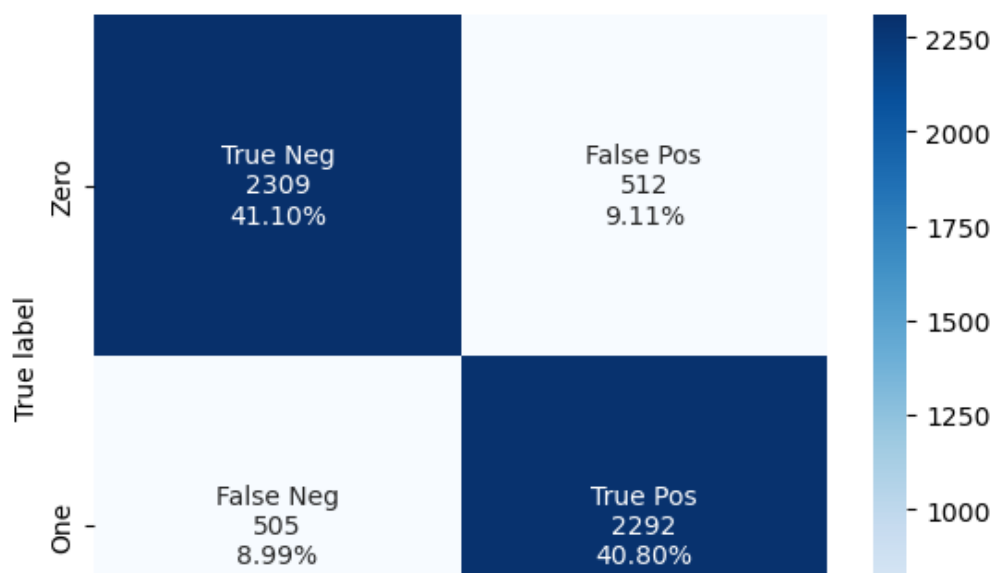 True label
Zero
True Neg
2309
41.10%
False Pos
512
9.11%
One
False Neg
505
8.99%
True Pos
2292
40.80%
2250
2000
1750
1500
1250
1000